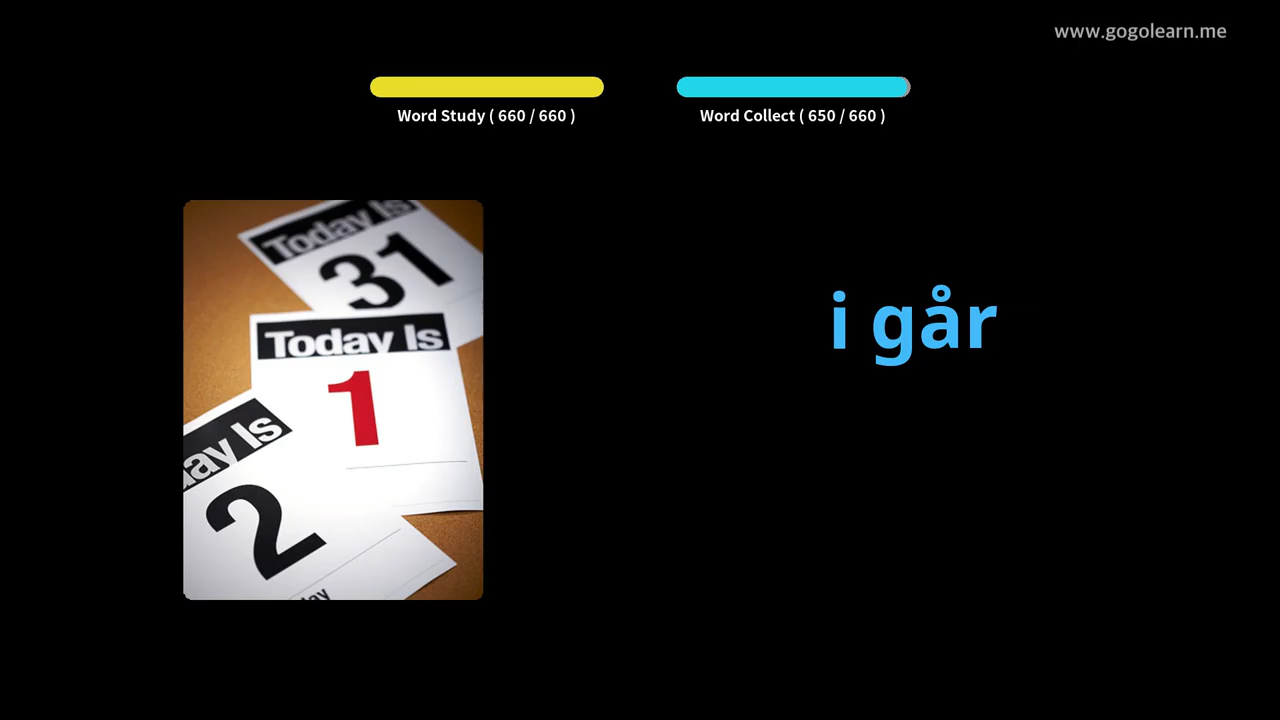 www.gogolearn.me
Word Study ( 660 / 660 )
Word Collect ( 650 / 660 )
Today Is
31
Today Is
1
i går
ay Is
2